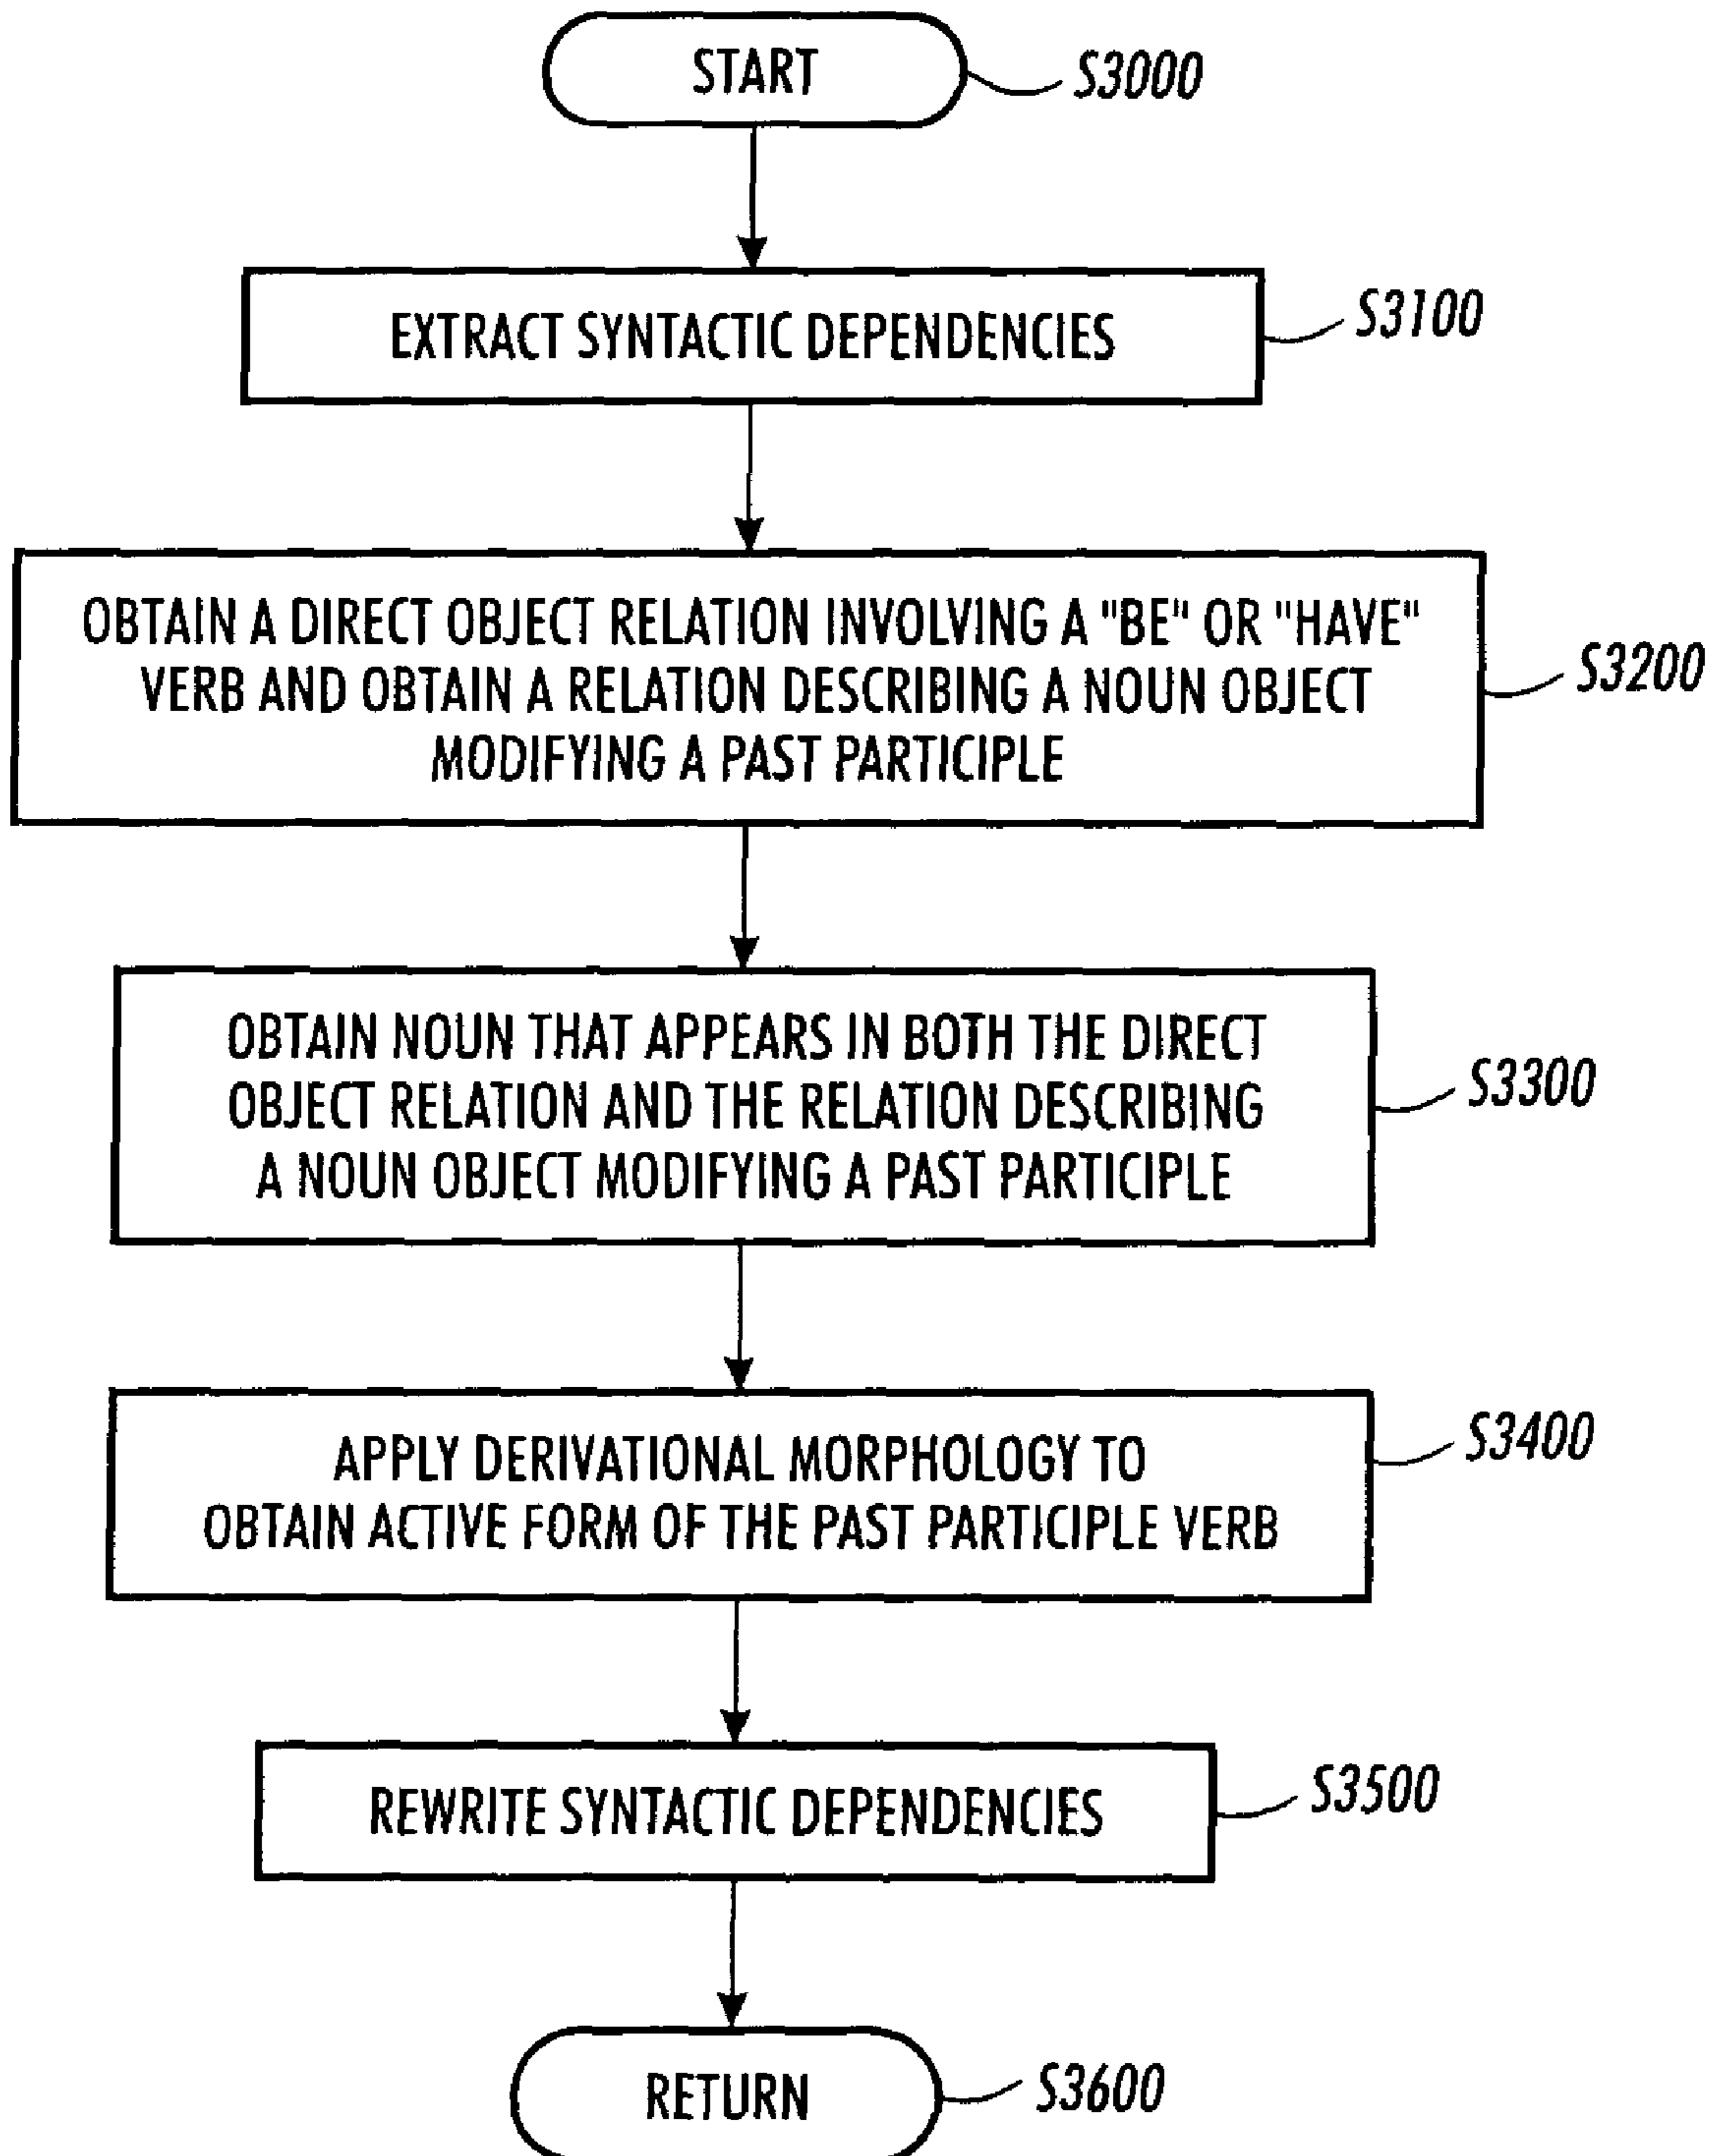 START
S3000
EXTRACT SYNTACTIC DEPENDENCIES
S3100
OBTAIN A DIRECT OBJECT RELATION INVOLVING A "BE" OR "HAVE"
VERB AND OBTAIN A RELATION DESCRIBING A NOUN OBJECT
MODIFYING A PAST PARTICIPLE
S3200
OBTAIN NOUN THAT APPEARS IN BOTH THE DIRECT
OBJECT RELATION AND THE RELATION DESCRIBING
A NOUN OBJECT MODIFYING A PAST PARTICIPLE
S3300
APPLY DERIVATIONAL MORPHOLOGY TO
OBTAIN ACTIVE FORM OF THE PAST PARTICIPLE VERB
S3400
REWRITE SYNTACTIC DEPENDENCIES
S3500
RETURN
S3600